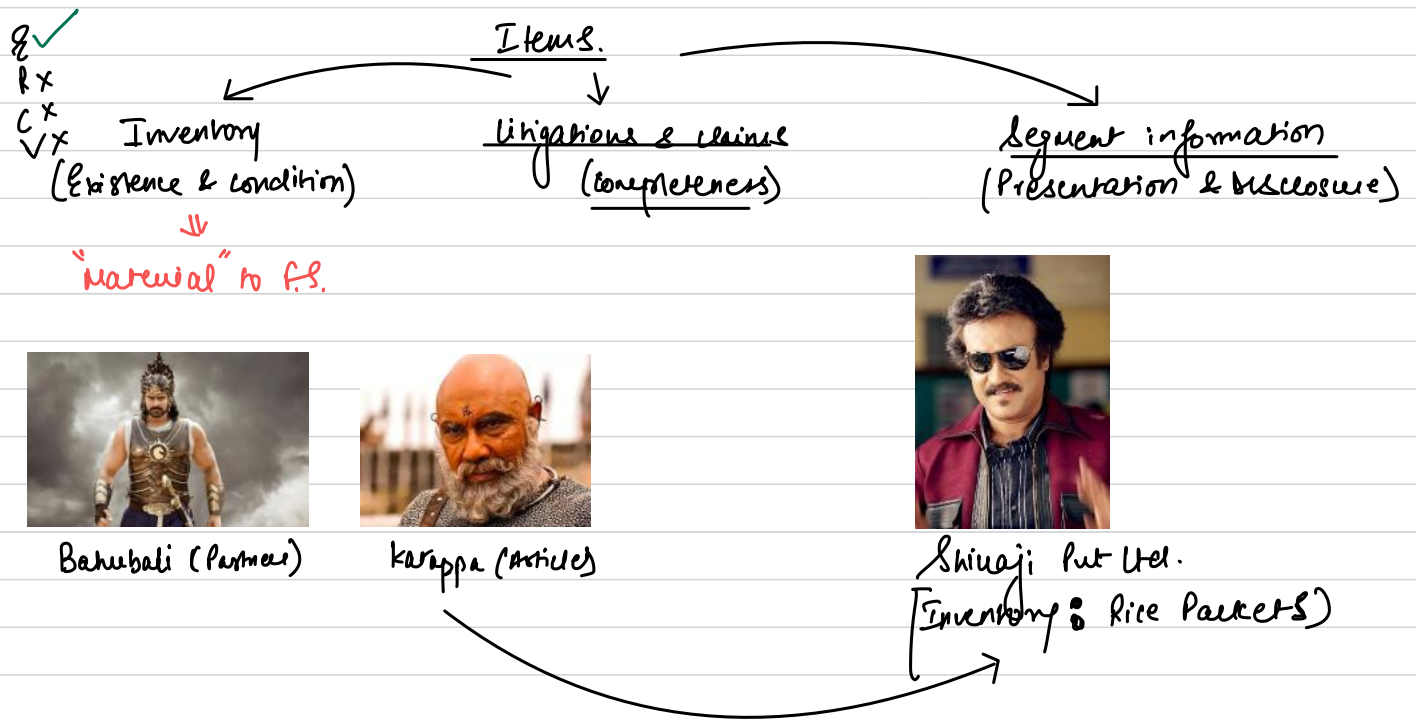 Items.
E ✓
R ×
C ×
V ×
Inventory
(Existence & condition)
"Material" to F.S.
Litigations & claims
(Completeness)
Segment information
(Presentation & Disclosure)
Bahubali (Partner)
Katappa (Articles)
Shivaji Pvt Ltd.
[Inventory : Rice Packets)